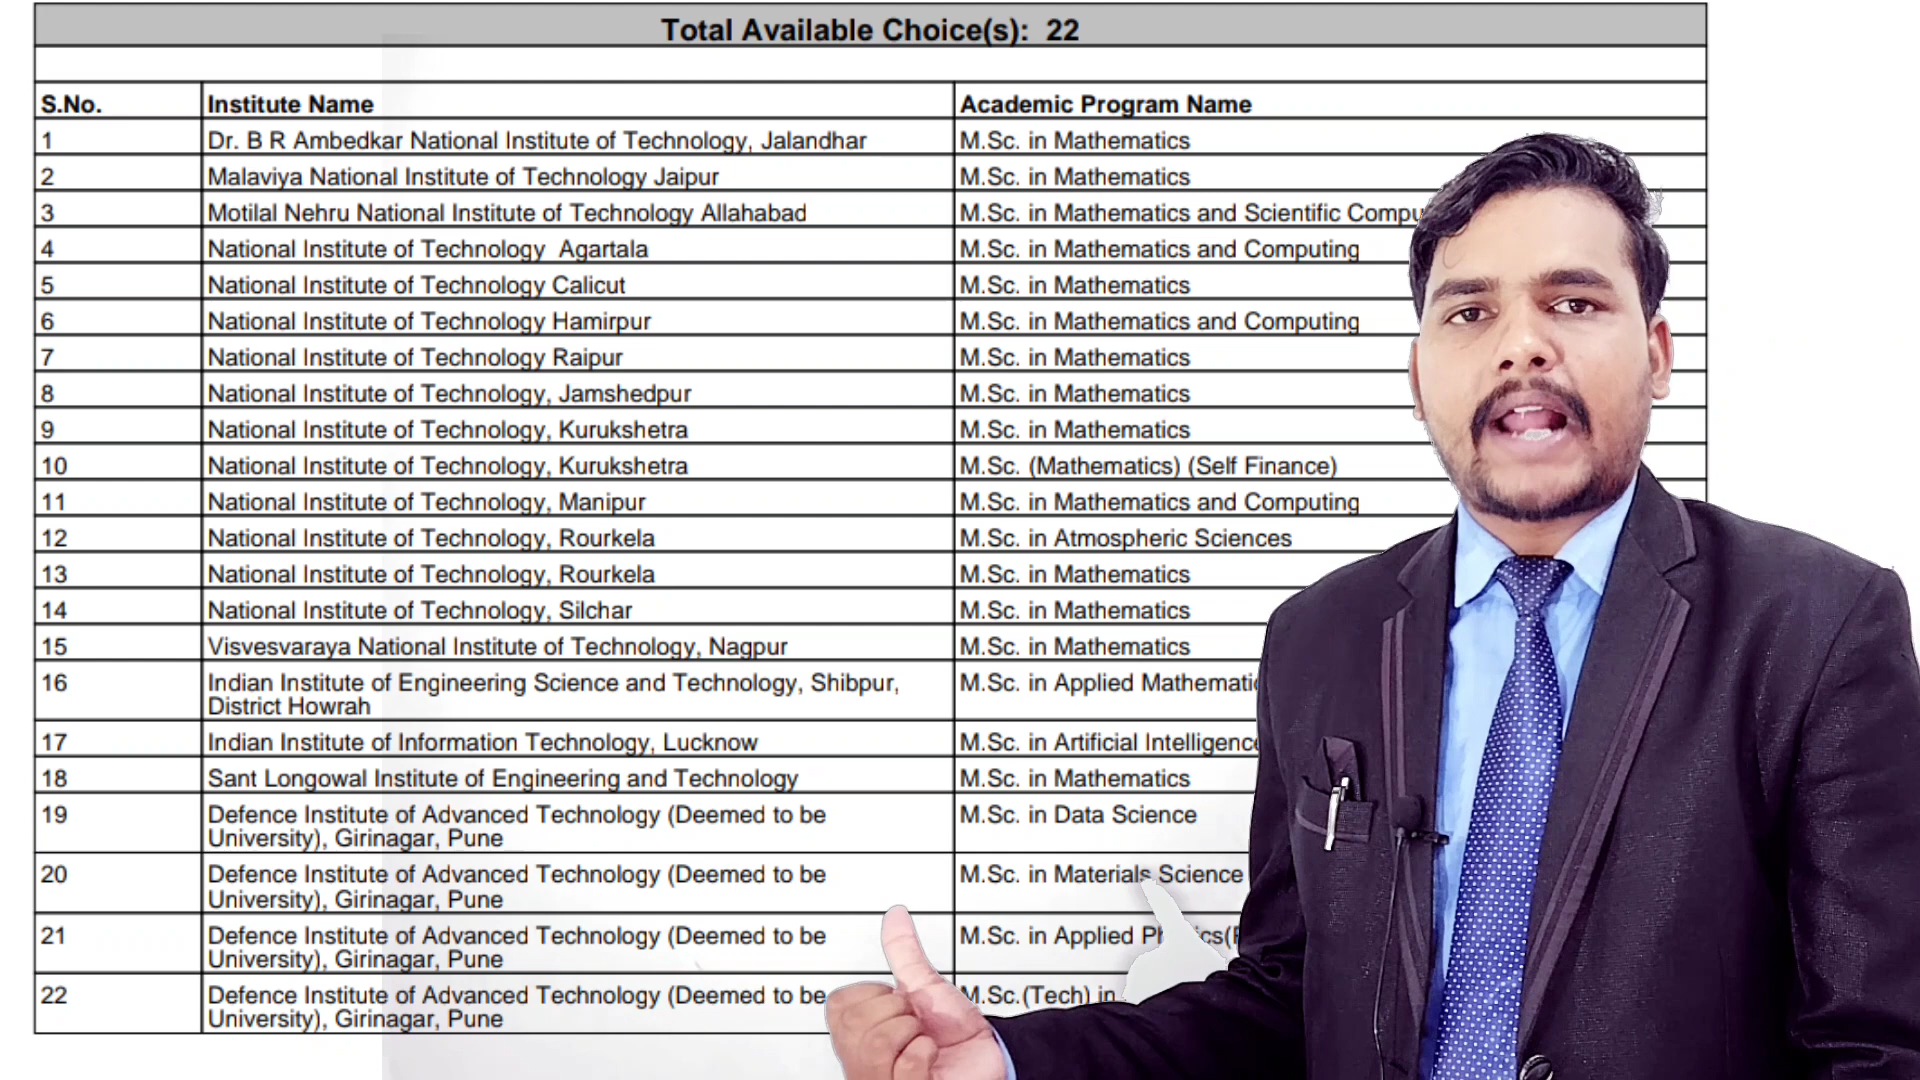 Total Available Choice(s): 22
S.No. Institute Name Academic Program Name
1 Dr. B R Ambedkar National Institute of Technology, Jalandhar M.Sc. in Mathematics
2 Malaviya National Institute of Technology Jaipur M.Sc. in Mathematics
3 Motilal Nehru National Institute of Technology Allahabad M.Sc. in Mathematics and Scientific
4 National Institute of Technology Agartala M.Sc. in Mathematics and Computing
5 National Institute of Technology Calicut M.Sc. in Mathematics
6 National Institute of Technology Hamirpur M.Sc. in Mathematics and Computing
7 National Institute of Technology Raipur M.Sc. in Mathematics
8 National Institute of Technology, Jamshedpur M.Sc. in Mathematics
9 National Institute of Technology, Kurukshetra M.Sc. in Mathematics
10 National Institute of Technology, Kurukshetra M.Sc. (Mathematics) (Self Finance)
11 National Institute of Technology, Manipur M.Sc. in Mathematics and Computing
12 National Institute of Technology, Rourkela M.Sc. in Atmospheric Sciences
13 National Institute of Technology, Rourkela M.Sc. in Mathematics
14 National Institute of Technology, Silchar M.Sc. in Mathematics
15 Visvesvaraya National Institute of Technology, Nagpur M.Sc. in Mathematics
16 Indian Institute of Engineering Science and Technology, Shibpur, M.Sc. in Applied
District Howrah
17 Indian Institute of Information Technology, Lucknow M.Sc. in Artificial Intelligence
18 Sant Longowal Institute of Engineering and Technology M.Sc. in Mathematics
19 Defence Institute of Advanced Technology (Deemed to be M.Sc. in Data Science
University), Girinagar, Pune
20 Defence Institute of Advanced Technology (Deemed to be M.Sc. in Materials Science
University), Girinagar, Pune
21 Defence Institute of Advanced Technology (Deemed to be M.Sc. in Applied
University), Girinagar, Pune
22 Defence Institute of Advanced Technology (Deemed to be M.Sc.(Tech) in
University), Girinagar, Pune